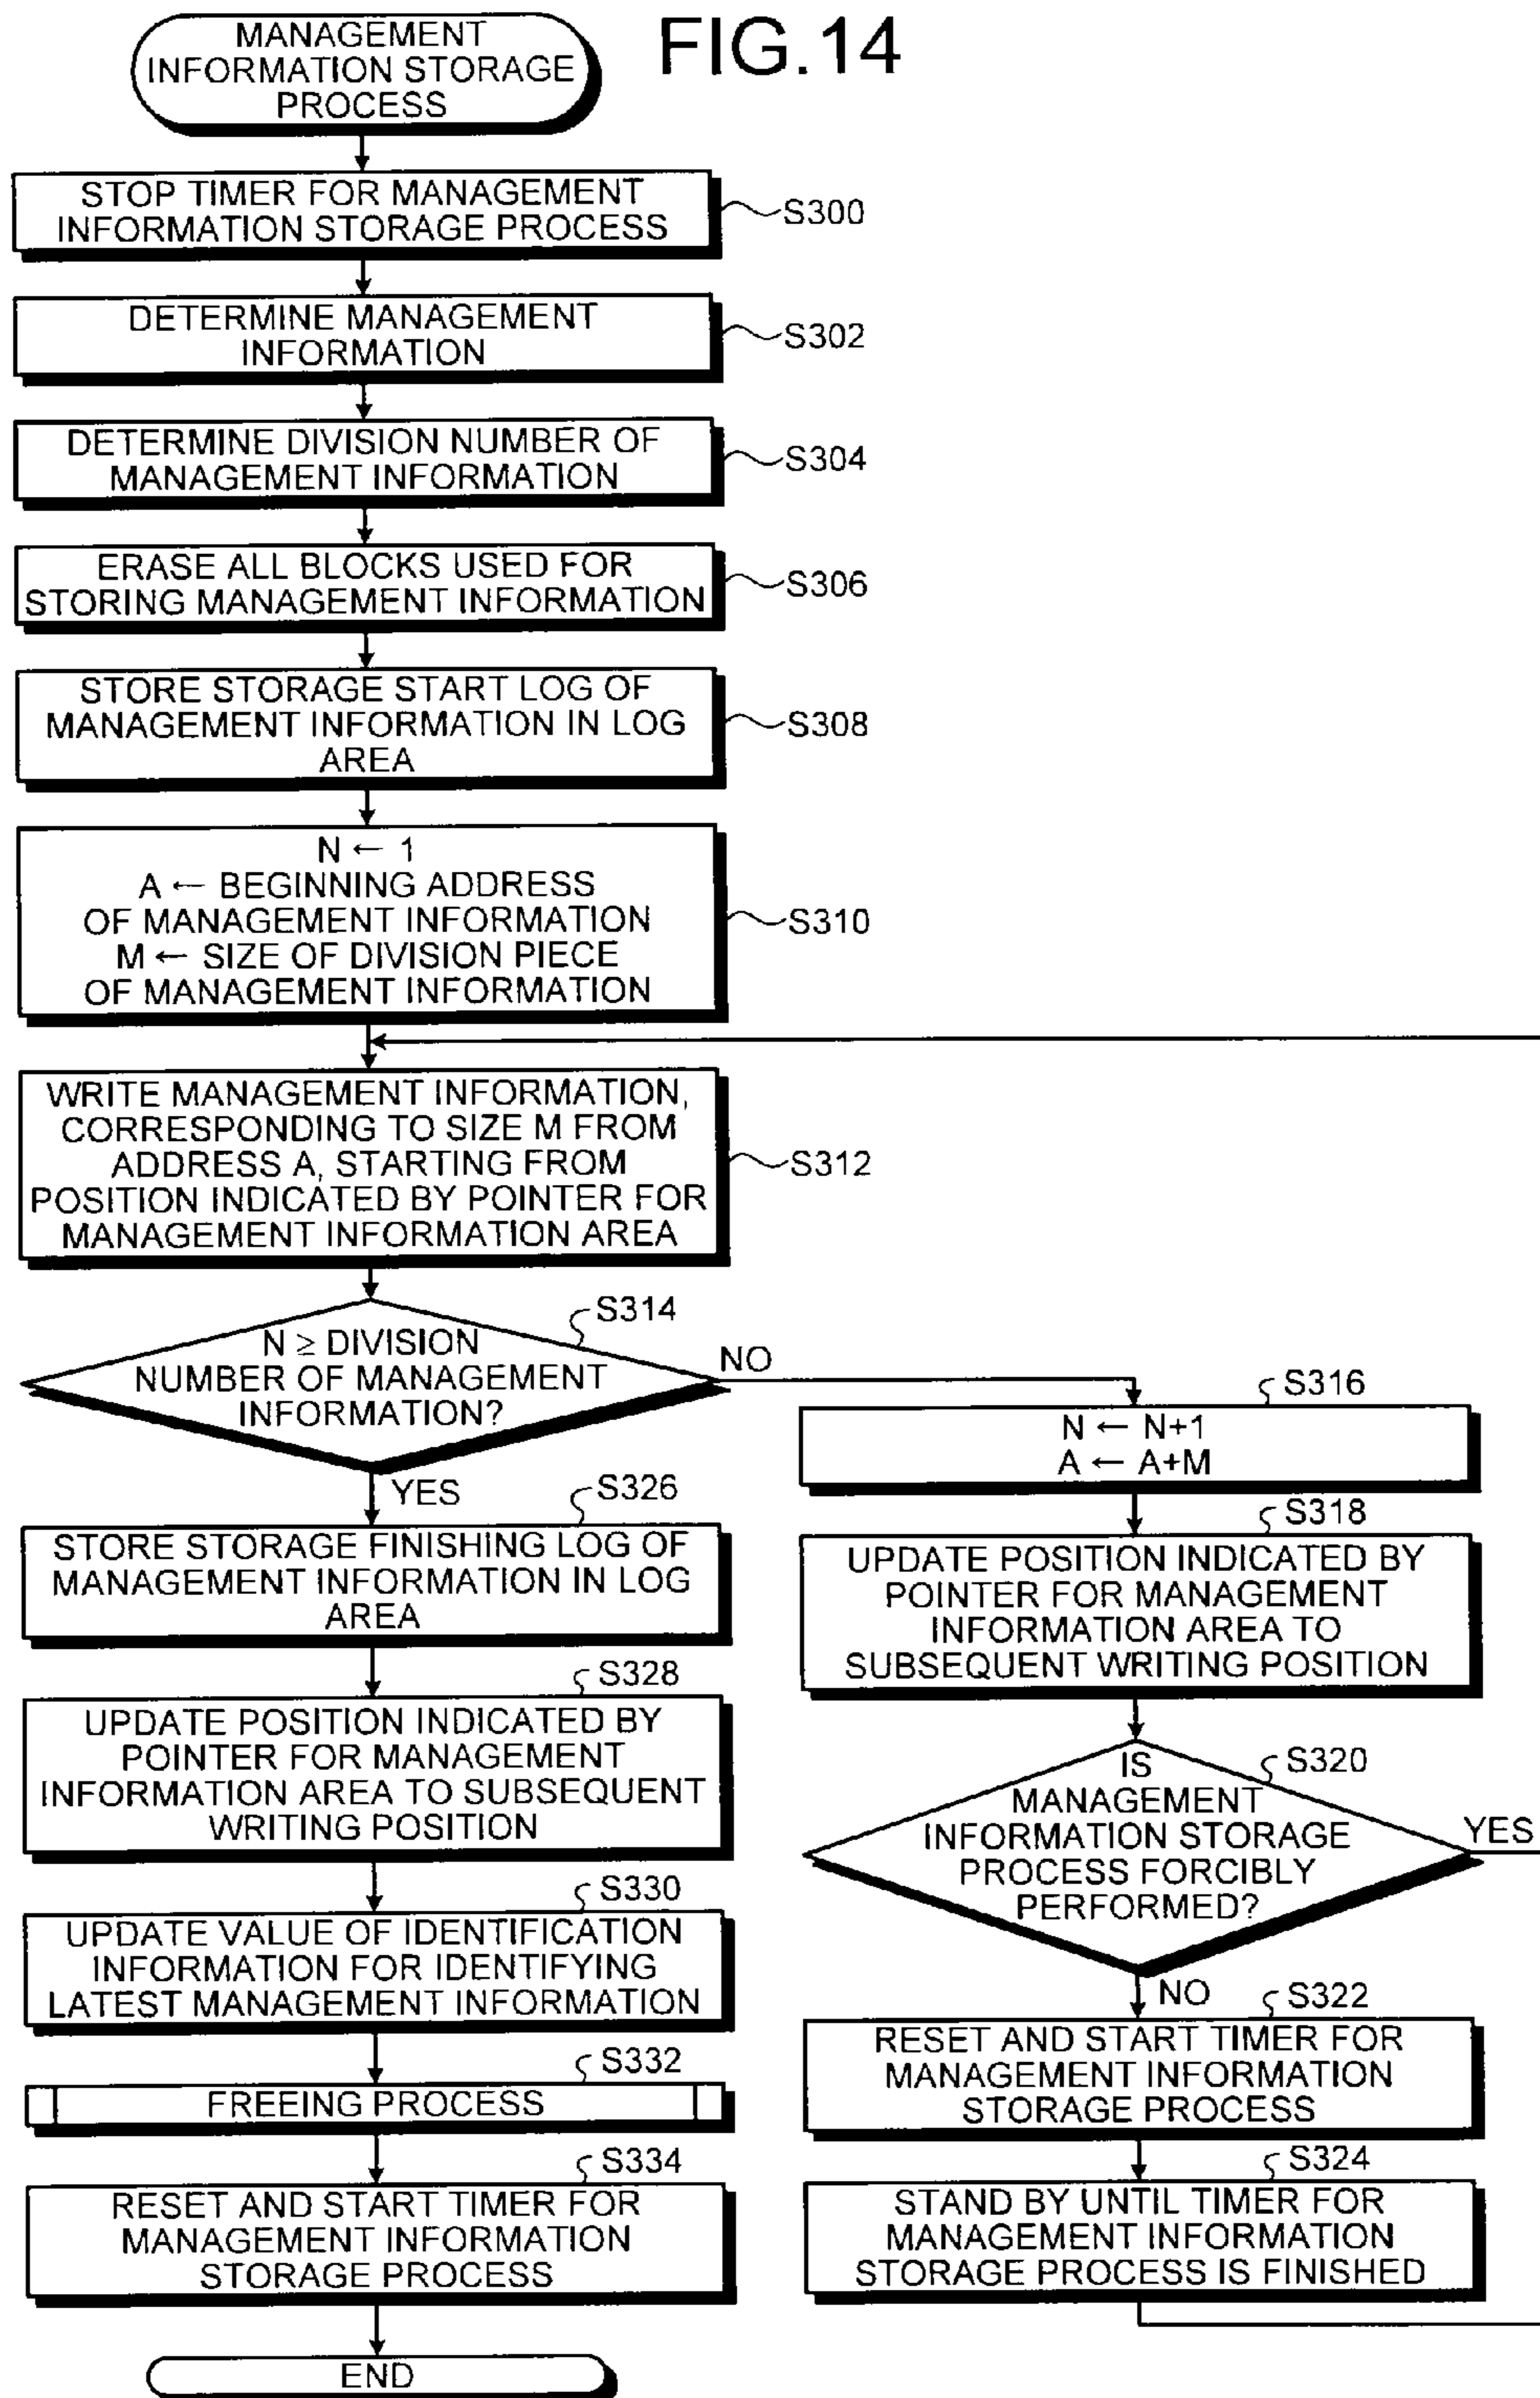 FIG.14
MANAGEMENT
INFORMATION STORAGE
PROCESS
STOP TIMER FOR MANAGEMENT
INFORMATION STORAGE PROCESS
S300
DETERMINE MANAGEMENT
INFORMATION
S302
DETERMINE DIVISION NUMBER OF
MANAGEMENT INFORMATION
S304
ERASE ALL BLOCKS USED FOR
STORING MANAGEMENT INFORMATION
S306
STORE STORAGE START LOG OF
MANAGEMENT INFORMATION IN LOG
AREA
S308
N ← 1
A ← BEGINNING ADDRESS
OF MANAGEMENT INFORMATION
M ← SIZE OF DIVISION PIECE
OF MANAGEMENT INFORMATION
S310
WRITE MANAGEMENT INFORMATION,
CORRESPONDING TO SIZE M FROM
ADDRESS A, STARTING FROM
POSITION INDICATED BY POINTER FOR
MANAGEMENT INFORMATION AREA
S312
S314
N ≥ DIVISION
NUMBER OF MANAGEMENT
INFORMATION?
NO
YES
S316
N ← N+1
A ← A+M
S318
UPDATE POSITION INDICATED BY
POINTER FOR MANAGEMENT
INFORMATION AREA TO
SUBSEQUENT WRITING POSITION
S320
IS
MANAGEMENT
INFORMATION STORAGE
PROCESS FORCIBLY
PERFORMED?
YES
NO
S322
RESET AND START TIMER FOR
MANAGEMENT INFORMATION
STORAGE PROCESS
S324
STAND BY UNTIL TIMER FOR
MANAGEMENT INFORMATION
STORAGE PROCESS IS FINISHED
S326
STORE STORAGE FINISHING LOG OF
MANAGEMENT INFORMATION IN LOG
AREA
S328
UPDATE POSITION INDICATED BY
POINTER FOR MANAGEMENT
INFORMATION AREA TO SUBSEQUENT
WRITING POSITION
S330
UPDATE VALUE OF IDENTIFICATION
INFORMATION FOR IDENTIFYING
LATEST MANAGEMENT INFORMATION
S332
FREEING PROCESS
S334
RESET AND START TIMER FOR
MANAGEMENT INFORMATION
STORAGE PROCESS
END